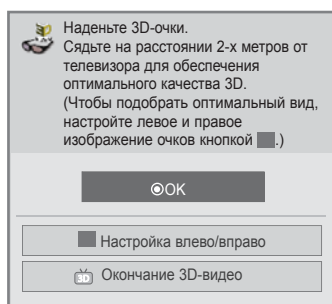 Наденьте 3D-очки.
Сядьте на расстоянии 2-х метров от
телевизора для обеспечения
оптимального качества 3D.
(Чтобы подобрать оптимальный вид,
настройте левое и правое
изображение очков кнопкой .)
OK
Настройка влево/вправо
3D Окончание 3D-видео